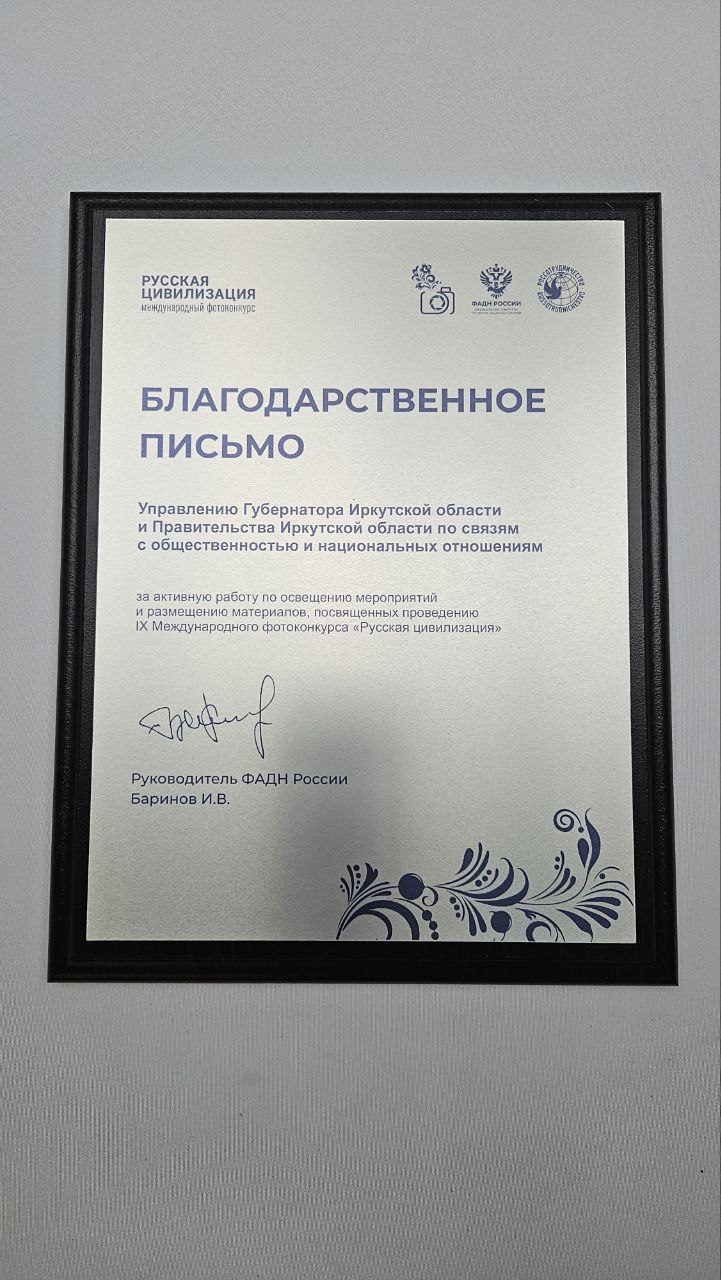 РУССКАЯ
ЦИВИЛИЗАЦИЯ
международный фотоконкурс
ФАДН РОССИИ
РОССОТРУДНИЧЕСТВО
ROSSOTRUDNICHESTVO
БЛАГОДАРСТВЕННОЕ
ПИСЬМО
Управлению Губернатора Иркутской области
и Правительства Иркутской области по связям
с общественностью и национальных отношениям
за активную работу по освещению мероприятий
и размещению материалов, посвященных проведению
IX Международного фотоконкурса «Русская цивилизация»
Руководитель ФАДН России
Баринов И.В.